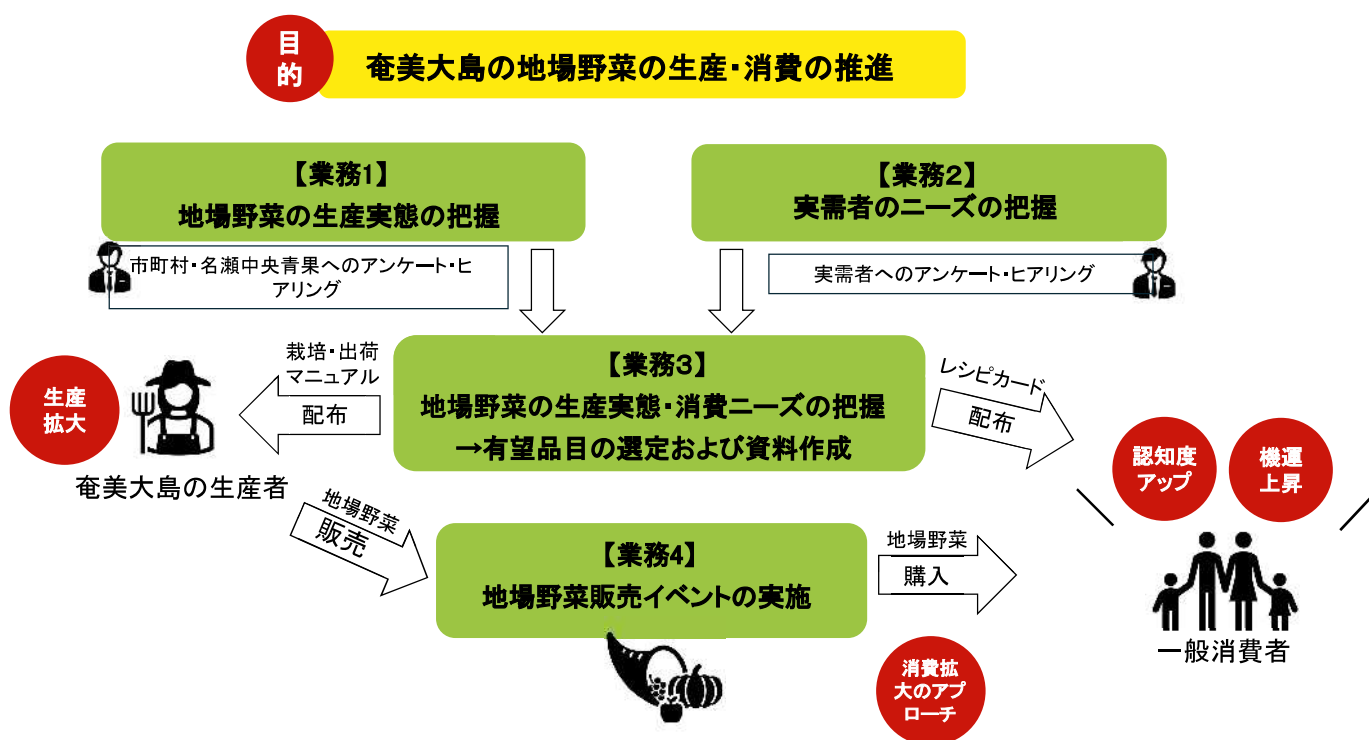 目
的
奄美大島の地場野菜の生産・消費の推進
【業務1】
地場野菜の生産実態の把握
【業務2】
実需者のニーズの把握
市町村・名瀬中央青果へのアンケート・ヒ
アリング
実需者へのアンケート・ヒアリング
生産
拡大
栽培・出荷
マニュアル
配布
【業務3】
地場野菜の生産実態・消費ニーズの把握
→有望品目の選定および資料作成
レシピカード
配布
奄美大島の生産者
認知度
アップ
機運
上昇
地場野菜
販売
【業務4】
地場野菜販売イベントの実施
地場野菜
購入
一般消費者
消費拡
大のアプ
ローチ